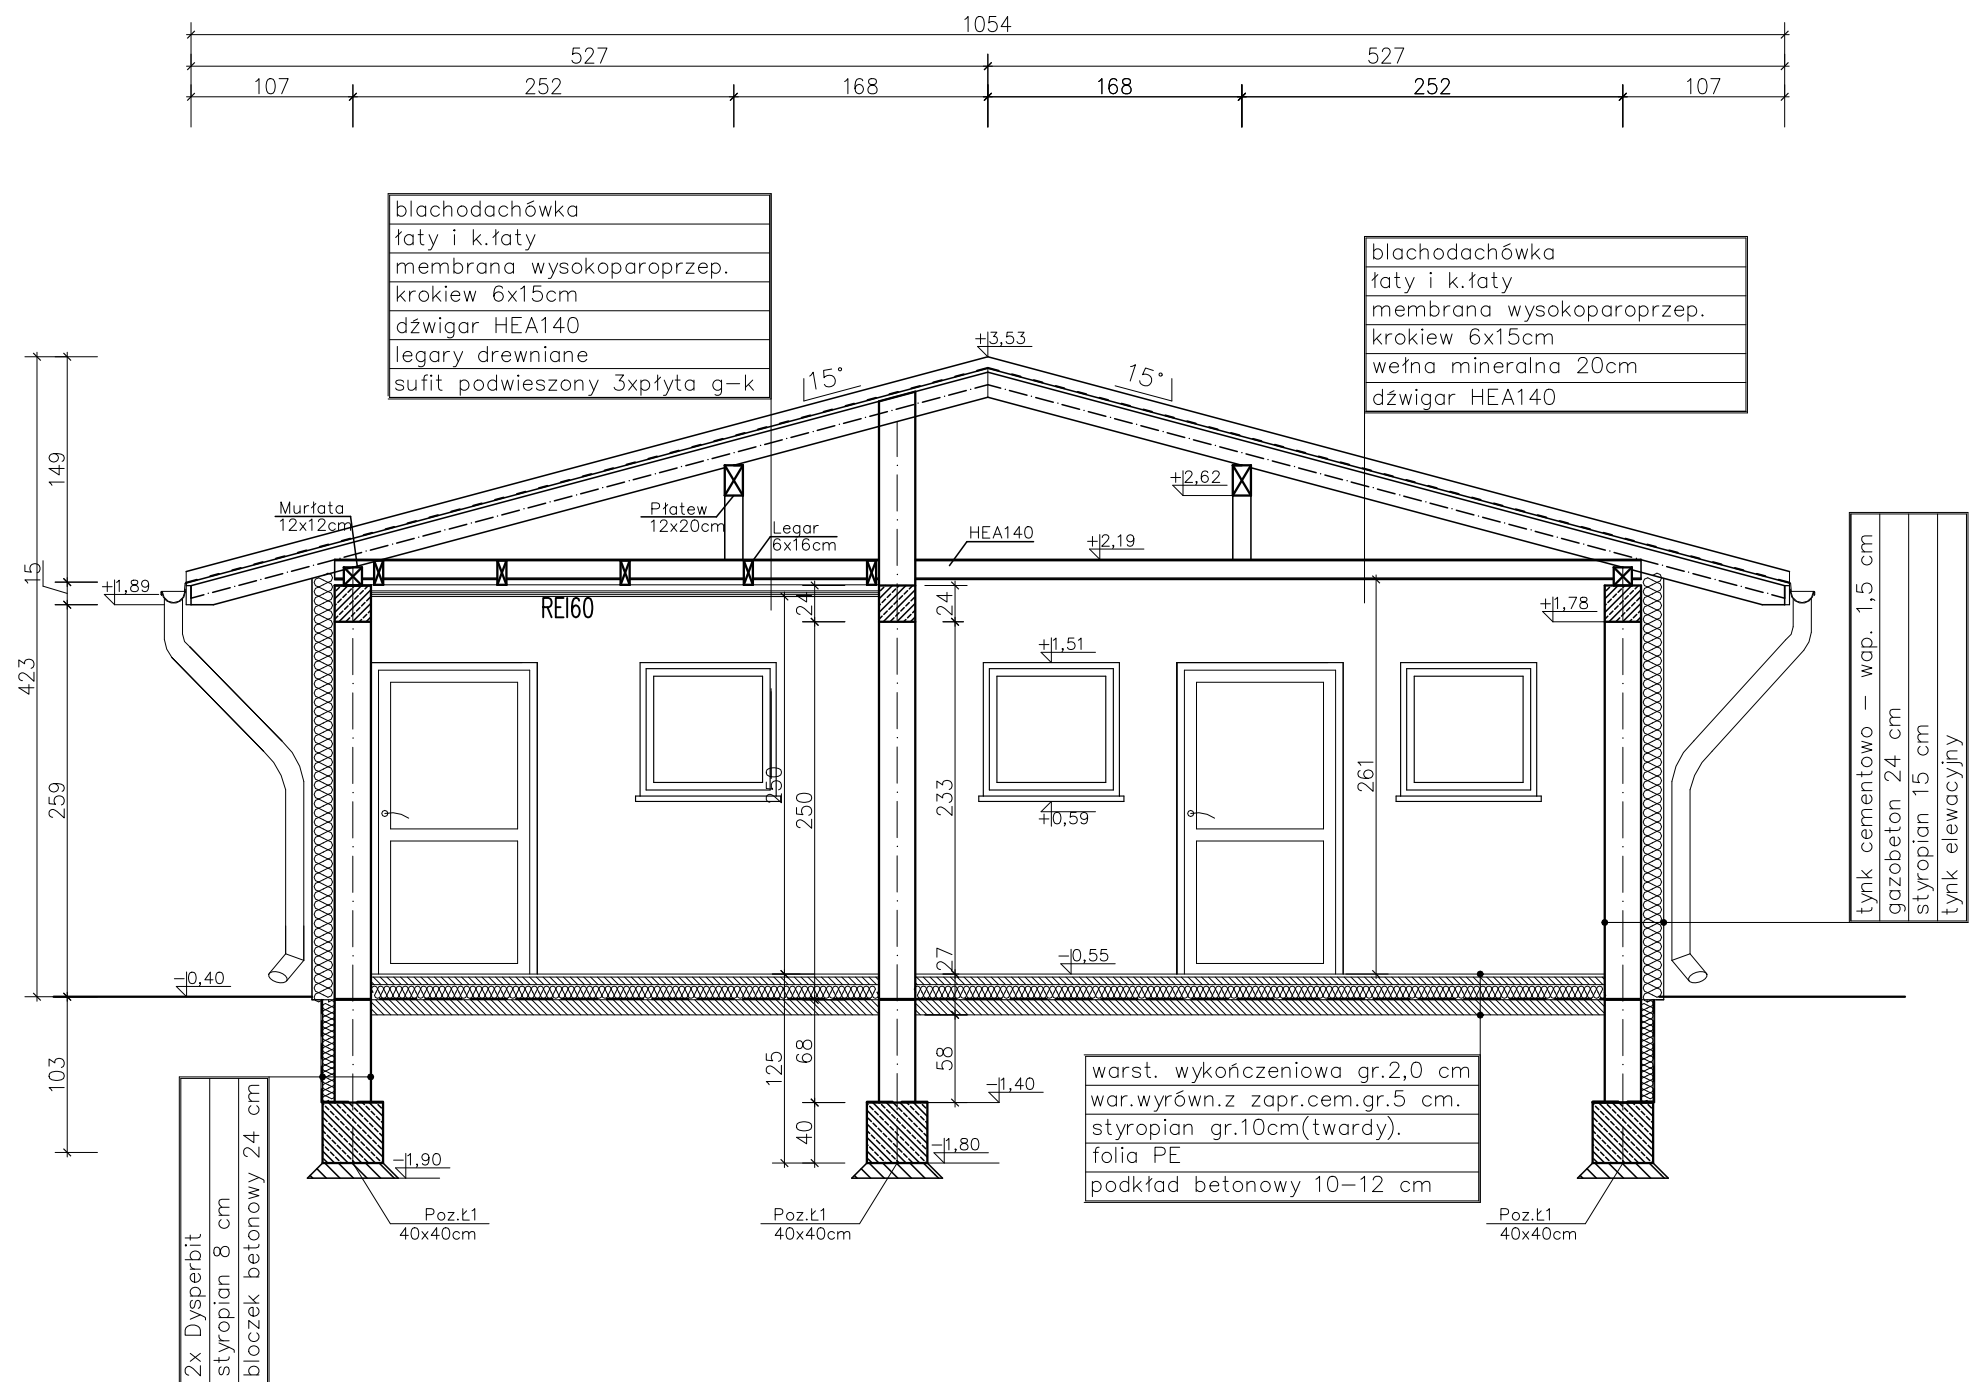 1054
527
527
107
252
168
168
252
107
blachodachówka
łaty i k.łaty
membrana wysokoparoprzep.
krokiew 6x15cm
dźwigar HEA140
legary drewniane
sufit podwieszony 3xpłyta g-k
blachodachówka
łaty i k.łaty
membrana wysokoparoprzep.
krokiew 6x15cm
wełna mineralna 20cm
dźwigar HEA140
+3,53
15°
15°
149
15
423
259
103
+1,89
Murłata
12x12cm
Płatew
12x20cm
Legar
6x16cm
HEA140
+2,62
+2,19
+1,78
REI60
24
24
+1,51
+0,59
250
250
233
261
27
-0,55
-0,40
125
68
58
40
-1,40
-1,80
-1,90
tynk cementowo - wap. 1,5 cm
gazobeton 24 cm
styropian 15 cm
tynk elewacyjny
warst. wykończeniowa gr.2,0 cm
war.wyrówn.z zapr.cem.gr.5 cm.
styropian gr.10cm(twardy).
folia PE
podkład betonowy 10-12 cm
2x Dysperbit
styropian 8 cm
bloczek betonowy 24 cm
Poz.Ł1
40x40cm
Poz.Ł1
40x40cm
Poz.Ł1
40x40cm